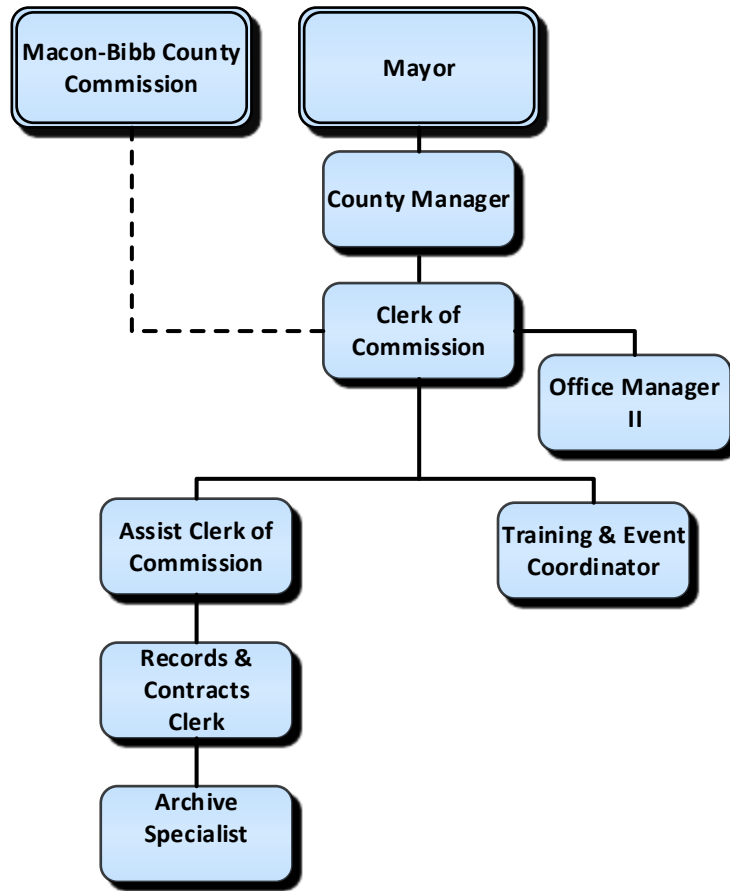 Macon-Bibb County
Commission
Mayor
County Manager
Clerk of
Commission
Office Manager
II
Assist Clerk of
Commission
Training & Event
Coordinator
Records &
Contracts
Clerk
Archive
Specialist